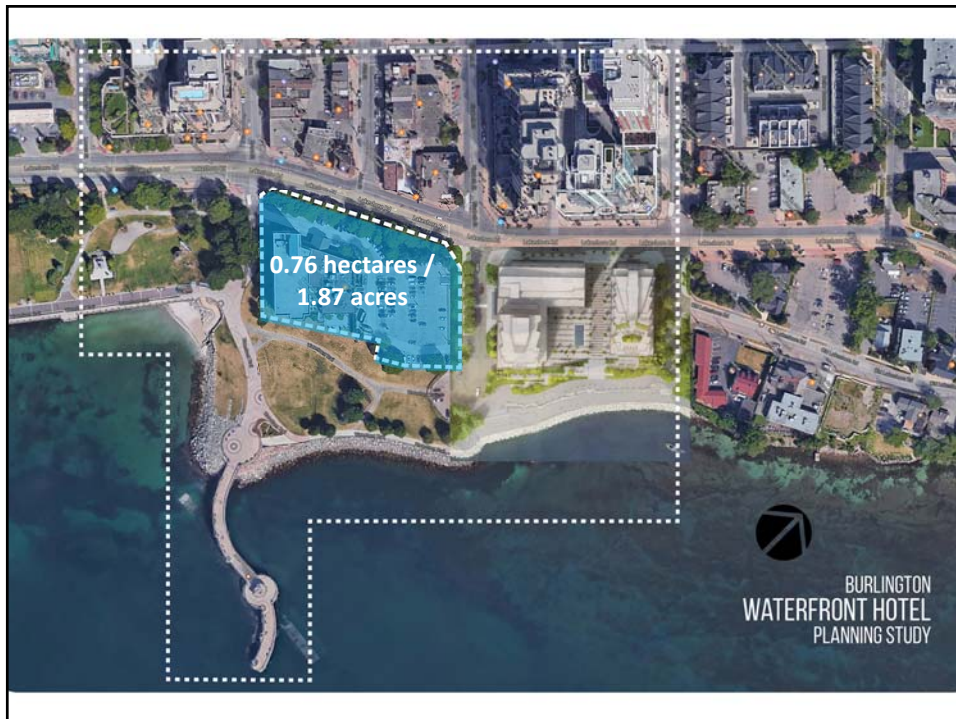 0.76 hectares /
1.87 acres
BURLINGTON
WATERFRONT HOTEL
PLANNING STUDY